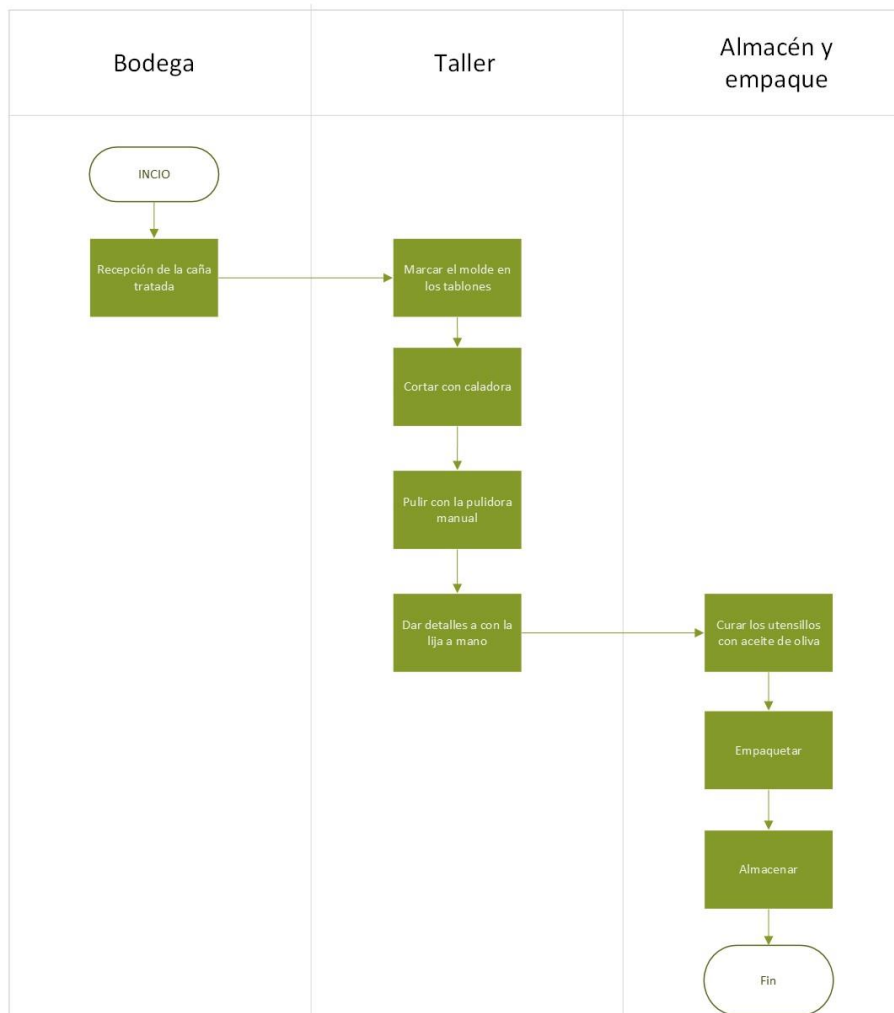 Bodega
Taller
Almacén y
empaque
INCIO
Recepción de la caña
tratada
Marcar el molde en
los tablones
Cortar con caladora
Pulir con la pulidora
manual
Dar detalles a con la
lija a mano
Curar los utensillos
con aceite de oliva
Empaquetar
Almacenar
Fin